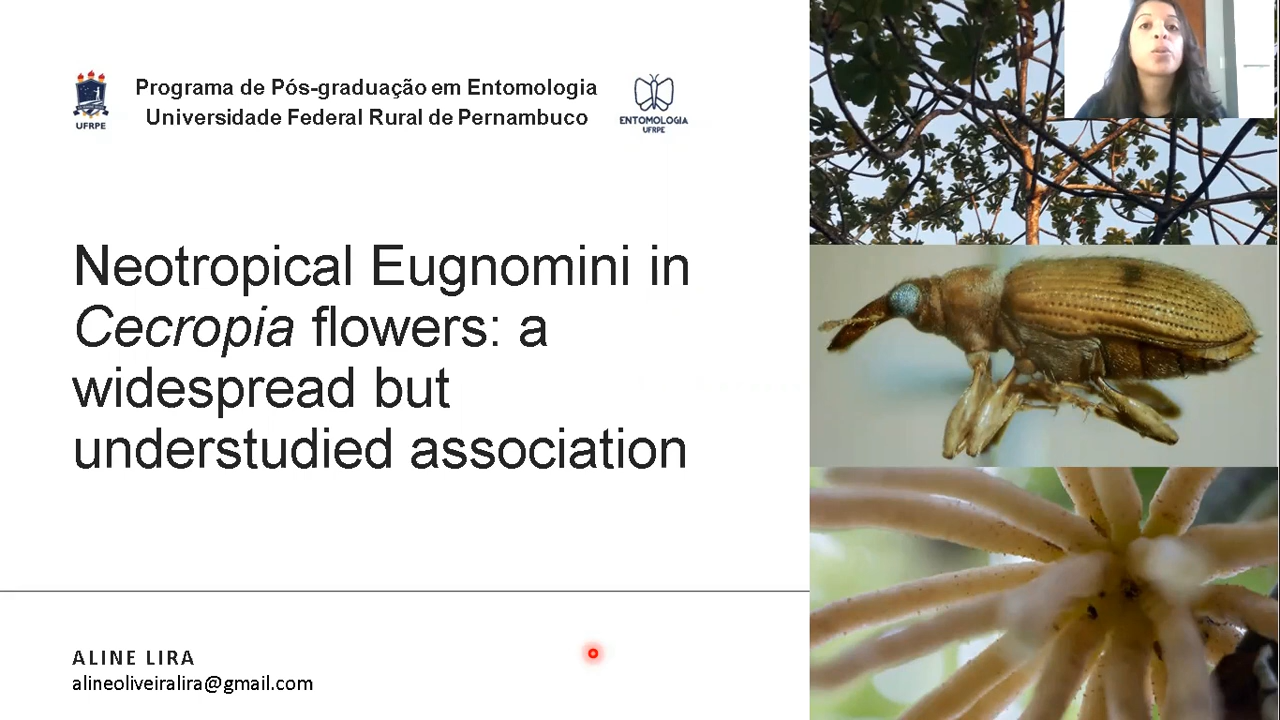 Programa de Pós-graduação em Entomologia
Universidade Federal Rural de Pernambuco
UFRPE
ENTOMOLOGIA
UFRPE
Neotropical Eugnomini in
Cecropia flowers: a
widespread but
understudied association
ALINE LIRA
alineoliveiralira@gmail.com